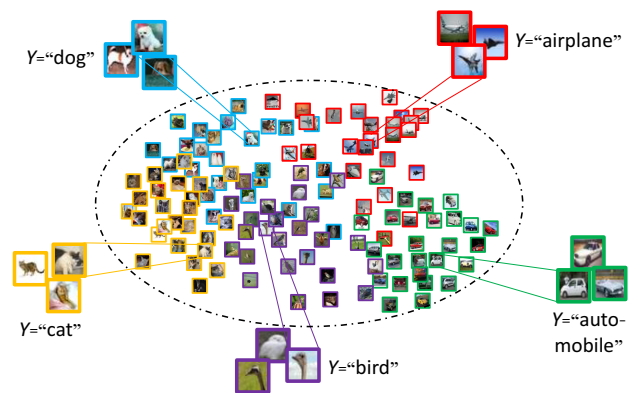 Y=“dog”
Y=“airplane”
Y=“cat”
Y=“bird”
Y=“auto-
mobile”